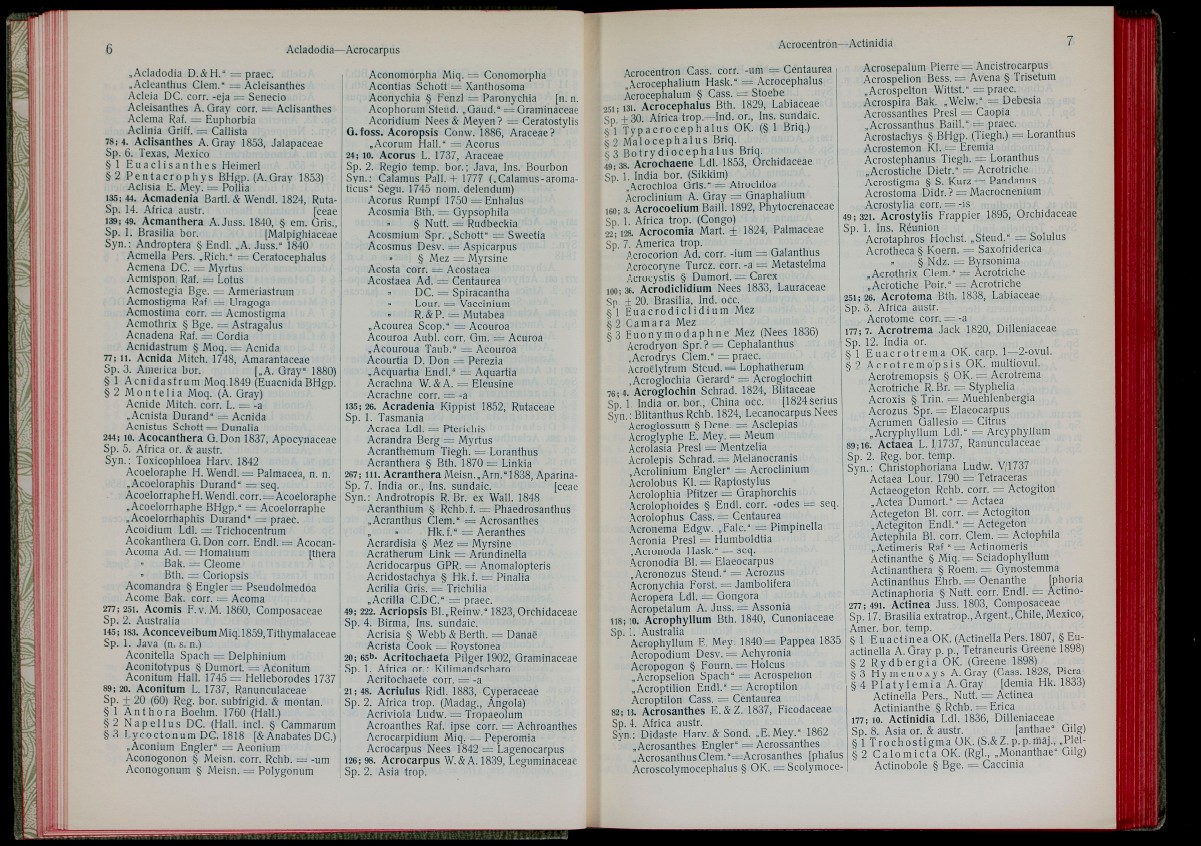 6
Acladodia—Acrocarpus
„Acladodia D.&H.“ = praec.
„Acleanthus Clem.“ = Acleisanthes
Acleia DC. corr. -eja = Senecio
Acleisanthes A. Gray corr. = Aclisanthes
Aclema Raf. = Euphorbia
Aclinia Griff. = Callista
78; 4. Aclisanthes A. Gray 1853, Jalapaceae
Sp. 6. Texas, Mexico
§ 1 Euaclisanthes Heimerl
§ 2 Pentacrophys BHgp. (A. Gray 1853)
Aclisia E. Mey. = Pollia
135; 44. Acmadenia Bartl. & Wendl. 1824, Ruta-
Sp. 14. Africa austr. [ceae
139; 49. Acmanthera A. Juss. 1840, § em. Gris.,
Sp. 1. Brasilia bor. [Malpighiaceae
Syn.: Androptera § Endl. „A. Juss.“ 1840
Acmella Pers. „Rich.“ = Ceratocephalus
Acmena DC. = Myrtus
Acmispon Raf. = Lotus
Acmostegia Bge. = Armeriastrum
Acmostigma Raf = Uragoga
Acmostima corr. = Acmostigma
Acmothrix § Bge. = Astragalus
Acnadena Raf. = Cordia
Acnidastrum § Moq. = Acnida
77; 11. Acnida Mitch. 1748, Amarantaceae
Sp. 3. America bor. [„A. Gray“ 1880)
§ 1 Acnidastrum Moq. 1849 (Euacnida BHgp.
§ 2 Montelia Moq. (A. Gray)
Acnide Mitch. corr. L. = -a
„Acnista Durand“ = Acnida
Acnistus Schott = Dunalia
244; 10. Acocanthera G. Don 1837, Apocynaceae
Sp. 5. Africa or. & austr.
Syn.: Toxicophloea Harv. 1842
Acoeloraphe H. Wendl. = Palmacea, n. n.
„Acoeloraphis Durand“ = seq.
Acoelorraphe H. Wendl. corr. = Acoeloraphe
„Acoelorrhaphe BHgp.“ = Acoelorraphe
„Acoelorrhaphis Durand“ = praec.
Acoidium Ldl. = Trichocentrum
Acokanthera G. Don corr. Endl. = Acocan-
Acoma Ad. = Homalium [thera
„ Bak. = Cleome
„ Bth. = Coriopsis
Acomandra § Engler = Pseudolmedoa
Acome Bak. corr. = Acoma
277; 251. Acomis F. v. M. 1860, Composaceae
Sp. 2. Australia
145; 183. Aconceveibum Miq. 1859, Tithymalaceae
Sp. 1. Java (n. s. n.)
Aconitella Spach = Delphinium
Aconitotypus § Dumort. = Aconitum
Aconitum Hall. 1745 = Helleborodes 1737
89; 20. Aconitum L. 1737, Ranunculaceae
Sp. ± 20 (60) Reg. bor. subfrigid. & montan.
§ 1 Anthora Boehm. 1760 (Hall.)
§ 2 Napellus DC. (Hall. incl. § Cammarum
§ 3 Lycoctonum DC. 1818 [& Anabates DC.)
„Aconium Engler“ = Aeonium
Aconogonon § Meisn. corr. Rchb. = -um
Aconogonum § Meisn. = Polygonum
Aconomorpha Miq. = Conomorpha
Acontias Schott = Xanthosoma
Aconychia § Fenzl = Paronychia [n. n.
Acophorum Steud. „Gaud.“ = Graminaceae
Acoridium Nees & Meyen? = Ceratostylis
G. foss. Acoropsis Conw. 1886, Araceae?
„Acorum Hall.“ = Acorus
24; 10. Acorus L. 1737, Araceae
Sp. 2. Regio temp. bor.; Java, Ins. Bourbon
Syn.: Calamus Pall. + 1777 („Calamus-aroma-
ticus“ Segu. 1745 nom. delendum)
Acorus Rumpf 1750 = Enhalus
Acosmia Bth. = Gypsophila
„ § Nutt. = Rudbeckia
Acosmium Spr. „Schott“ = Sweetia
Acosmus Desv. = Aspicarpus
„ § Mez = Myrsine
Acosta corr. = Acostaea
Acostaea Ad. = Centaurea
„ DC. = Spiracantha
„ Lour. = Vaccinium
„ R.&P. = Mutabea
„Acourea Scop.“ = Acouroa
Acouroa Aubl. corr. Gm. = Acuroa
„Acouroua Taub.“ = Acouroa
Acourtia D. Don = Perezia
„Acquartia Endl.“ = Aquartia
Acrachna W.&A. = Eleusine
Acrachne corr. = -a
135; 26. Acradenia Kippist 1852, Rutaceae
Sp. 1. Tasmania
Acraea Ldl. = Pterichis
Acrandra Berg = Myrtus
Acranthemum Tiegh. = Loranthus
Acranthera § Bth. 1870 = Linkia
267; 111. Acranthera Meisn. „Arn.“ 1838, Aparina-
Sp. 7. India or., Ins. sundaic. [ceae
Syn.: Androtropis R. Br. ex Wall. 1848
Acranthium § Rchb. f. = Phaedrosanthus
„Acranthus Clem.“ = Acrosanthes
„ „ Hk. f.“ = Aeranthes
Acrardisia § Mez = Myrsine
Acratherum Link = Arundinella
Acridocarpus GPR. = Anomalopteris
Acridostachya § Hk. f. = Pinalia
Acrilia Gris. = Trichilia
„Acrilla C.DC.“ = praec.
49; 222. Acriopsis Bl. „Reinw.“ 1823, Orchidaceae
Sp. 4. Birma, Ins. sundaic.
Acrisia § Webb & Berth. = Danaë
Acrista Cook = Roystonea
20; 65b. Acritochaeta Pilger 1902, Graminaceae
Sp. 1. Africa or.: Kilimandscharo
Acritochaete corr. = -a
21; 48. Acriulus Ridl. 1883, Cyperaceae
Sp. 2. Africa trop. (Madag., Angola)
Acriviola Ludw. = Tropaeolum
Acroanthes Raf. ipse corr. = Achroanthes
Acrocarpidium Miq. = Peperomia
Acrocarpus Nees 1842 = Lagenocarpus
126; 98. Acrocarpus W.&A. 1839, Leguminaceae
Sp. 2. Asia trop.
Acrocentron—Actinidia
7
Acrocentron Cass. corr. -um = Centaurea
„Acrocephalium Hask.“ = Acrocephalus
Acrocephalum § Cass. = Stoebe
251; 131. Acrocephalus Bth. 1829, Labiaceae
Sp. ± 30. Africa trop.—Ind. or., Ins. sundaic.
§ 1 Typacrocephalus OK. (§ 1 Briq.)
§ 2 Malocephalus Briq.
§ 3 Botrydiocephalus Briq.
49; 38. Acrochaene Ldl. 1853, Orchidaceae
Sp. 1. India bor. (Sikkim)
„Acrochloa Gris.“ = Airochloa
Acroclinium A. Gray = Gnaphalium
160; 3. Acrocoelium Baill. 1892, Phytocrenaceae
Sp. 1. Africa trop. (Congo)
22; 128. Acrocomia Mart. ± 1824, Palmaceae
Sp. 7. America trop.
Acrocorion Ad. corr. -ium = Galanthus
Acrocoryne Turcz. corr. -a = Metastelma
Acrocystis § Dumort. = Carex
100; 36. Acrodiclidium Nees 1833, Lauraceae
Sp. ± 20. Brasilia, Ind. occ.
§ 1 Euacrodiclidium Mez
§ 2 Camara Mez
§ 3 Euonymodaphne Mez (Nees 1836)
Acrodryon Spr.? = Cephalanthus
„Acrodrys Clem.“ = praec.
Acroelytrum Steud. = Lophatherum
„Acroglochia Gerard“ = Acroglochin
76; 4. Acroglochin Schrad. 1824, Blitaceae
Sp. 1. India or. bor., China occ. [1824 serius
Syn.: Blitanthus Rchb. 1824, Lecanocarpus Nees
Acroglossum § Dene. = Asclepias
Acroglyphe E. Mey. = Meum
Acrolasia Presl = Mentzelia
Acrolepis Schrad. = Melanocranis
„Acrolinium Engler“ = Acroclinium
Acrolobus Kl. = Raptostylus
Acrolophia Pfitzer = Graphorchis
Acrolophoides § Endl. corr. -odes = seq.
Acrolophus Cass. = Centaurea
Acronema Edgw. „Falc.“ = Pimpinella
Acronia Presl = Humboldtia
„Acronoda Hask.“ = seq.
Acronodia Bl. = Elaeocarpus
„Acronozus Steud.“ = Acrozus
Acronychia Forst. = Jambolifera
Acropera Ldl. = Gongora
Acropetalum A. Juss. = Assonia
118; 10. Acrophyllum Bth. 1840, Cunoniaceae
Sp. 1. Australia
Acrophyllum E. Mey. 1840 = Pappea 1835
Acropodium Desv. = Achyronia
Acropogon § Fourn. = Holcus
„Acropselion Spach“ = Acrospelion
„Acroptilion Endl.“ = Acroptilon
Acroptilon Cass. = Centaurea
82; 11. Acrosanthes E. & Z. 1837, Ficodaceae
Sp. 4. Africa austr.
Syn.: Didaste Harv. & Sond. „E. Mey.“ 1862
„Acrosanthes Engler“ = Acrossanthes
„Acrosanthus Clem.“ = Acrosanthes [phalus
Acroscolymocephalus § OK. = Scolymoce-
Acrosepalum Pierre = Ancistrocarpus
Acrospelion Bess. = Avena § Trisetum
„Acrospelton Wittst.“ = praec.
Acrospira Bak. „Welw.“ = Debesia
Acrossanthes Presl = Caopia
„Acrossanthus Baill.“ = praec.
Acrostachys § BHgp. (Tiegh.) = Loranthus
Acrostemon Kl. = Eremia
Acrostephanus Tiegh. = Loranthus
„Acrostiche Dietr.“ = Acrotriche
Acrostigma § S. Kurz = Pandanus
Acrostoma Didr.? = Macrocnenium
Acrostylia corr. = -is
49; 321. Acrostylis Frappier 1895, Orchidaceae
Sp. 1. Ins. Réunion
Acrotaphros Hochst. „Steud.“ = Solulus
Acrotheca § Koern. = Saxofriderica
„ § Ndz. = Byrsonima
„Acrothrix Clem.“ = Acrotriche
„Acrotiche Poir.“ = Acrotriche
251; 26. Acrotoma Bth. 1838, Labiaceae
Sp. 3. Africa austr.
Acrotome corr. = -a
177; 7. Acrotrema Jack 1820, Dilleniaceae
Sp. 12. India or.
§ 1 Euacrotrema OK. carp. 1—2-ovul.
§ 2 Acrotremopsis OK. multiovul.
Acrotremopsis § OK. = Acrotrema
Acrotriche R. Br. = Styphelia
Acroxis § Trin. = Muehlenbergia
Acrozus Spr. = Elaeocarpus
Acrumen Gallesio = Citrus
„Acryphyllum Ldl.“ = Arcyphyllum
89; 16. Actaea L. I|1737, Ranunculaceae
Sp. 2. Reg. bor. temp.
Syn.: Christophoriana Ludw. V|1737
Actaea Lour. 1790 = Tetraceras
Actaeogeton Rchb. corr. = Actogiton
„Actea Dumort.“ = Actaea
Actegeton Bl. corr. = Actogiton
„Actegiton Endl.“ = Actegeton
Actephila Bl. corr. Clem. = Actophila
„Actimeris Raf“ = Actinomeris
Actinanthe § Miq. = Sciadophyllum
Actinanthera § Roem. = Gynostemma
Actinanthus Ehrb. = Oenanthe [phoria
Actinaphoria § Nutt. corr. Endl. = Actino-
277; 491. Actinea Juss. 1803, Composaceae
Sp. 17. Brasilia extratrop., Argent., Chile, Mexico,
Amer. bor. temp.
§ 1 Euactinea OK. (Actinella Pers. 1807, § Eu-
actinella A. Gray p. p., Tetraneuris Greene 1898)
§ 2 Rydbergia OK. (Greene 1898)
§ 3 Hymenoxys A. Gray (Cass. 1828, Picra-
§ 4 Platylemia A. Gray [demia Hk. 1833)
Actinella Pers., Nutt. = Actinea
Actinianthe § Rchb. = Erica
177; 10. Actinidia Ldl. 1836, Dilleniaceae
Sp. 8. Asia or. & austr. [anthae“ Gilg)
§ 1 Trochostigma OK. (S.&Z. p. p. maj., „Plei-
§ 2 Calomicta OK. (Rgl., „Monanthae“ Gilg)
Actinobole § Bge. = Caccinia